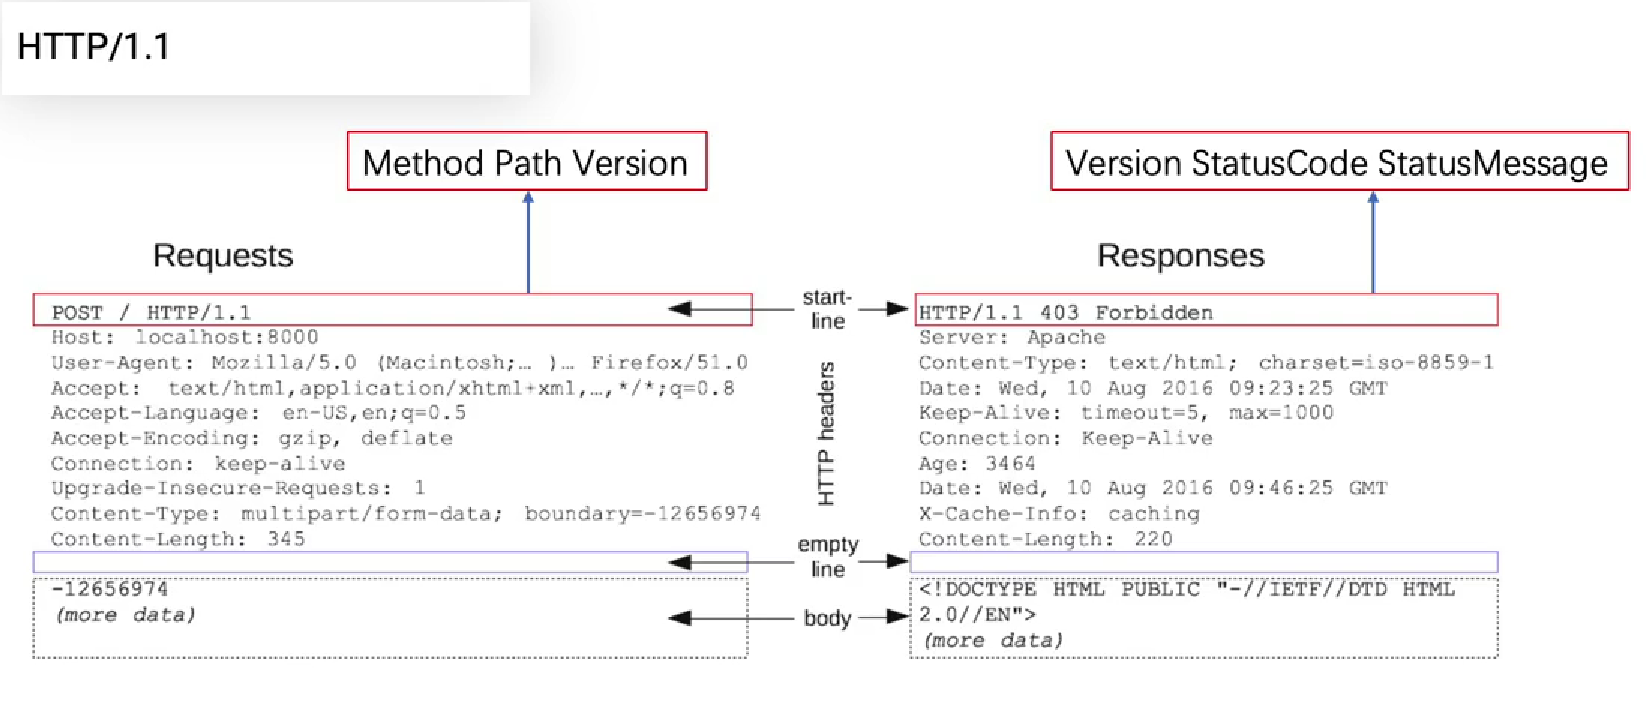 HTTP/1.1
Method Path Version
Version StatusCode StatusMessage
Requests
Responses
POST / HTTP/1.1
Host: localhost:8000
User-Agent: Mozilla/5.0 (Macintosh;… )… Firefox/51.0
Accept: text/html,application/xhtml+xml,…,*/*;q=0.8
Accept-Language: en-US,en;q=0.5
Accept-Encoding: gzip, deflate
Connection: keep-alive
Upgrade-Insecure-Requests: 1
Content-Type: multipart/form-data; boundary=-12656974
Content-Length: 345
-12656974
(more data)
start-
line
HTTP headers
empty
line
body
HTTP/1.1 403 Forbidden
Server: Apache
Content-Type: text/html; charset=iso-8859-1
Date: Wed, 10 Aug 2016 09:23:25 GMT
Keep-Alive: timeout=5, max=1000
Connection: Keep-Alive
Age: 3464
Date: Wed, 10 Aug 2016 09:46:25 GMT
X-Cache-Info: caching
Content-Length: 220
<!DOCTYPE HTML PUBLIC "-//IETF//DTD HTML
2.0//EN">
(more data)